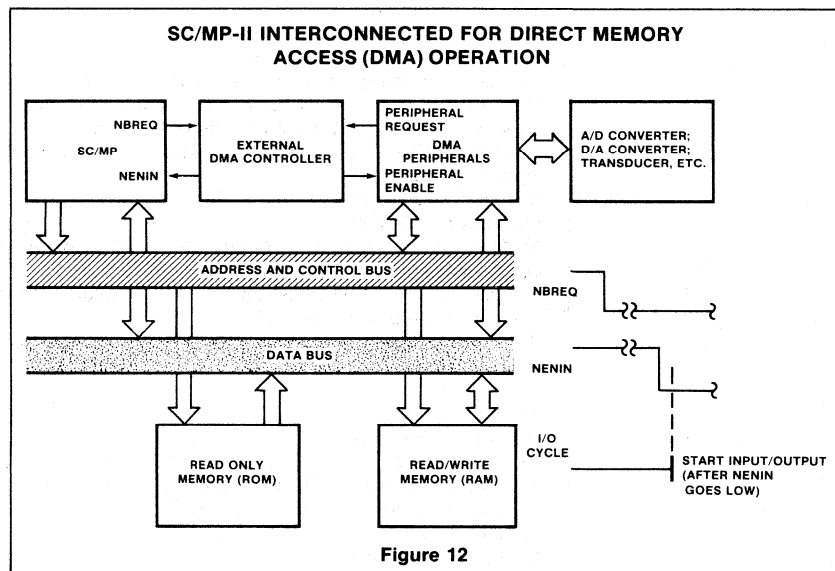 SC/MP-II INTERCONNECTED FOR DIRECT MEMORY
ACCESS (DMA) OPERATION
NBREQ
SC/MP
NENIN
EXTERNAL
DMA CONTROLLER
PERIPHERAL
REQUEST
DMA
PERIPHERALS
PERIPHERAL
ENABLE
A/D CONVERTER;
D/A CONVERTER;
TRANSDUCER, ETC.
ADDRESS AND CONTROL BUS
DATA BUS
READ ONLY
MEMORY (ROM)
READ/WRITE
MEMORY (RAM)
NBREQ
NENIN
I/O
CYCLE
START INPUT/OUTPUT
(AFTER NENIN
GOES LOW)
Figure 12